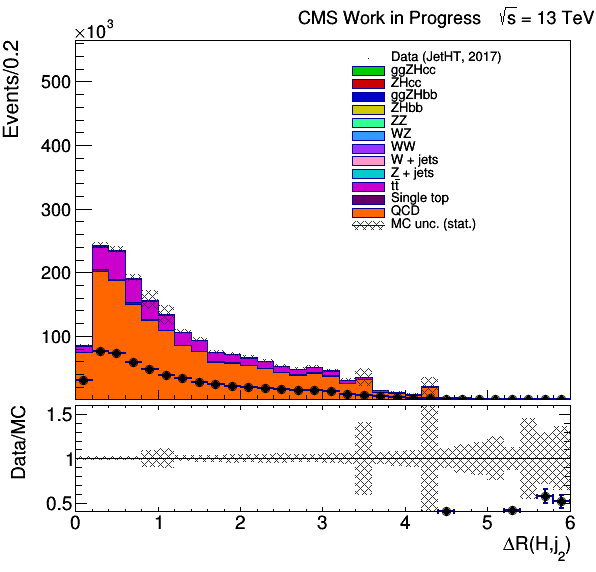 CMS Work in Progress √s = 13 TeV
×10³
Events/0.2
500
400
300
200
100
Data (JetHT, 2017)
ggZHcc
ZHcc
ggZHbb
ZHbb
ZZ
WZ
WW
W + jets
Z + jets
tt̄
Single top
QCD
MC unc. (stat.)
Data/MC
1.5
1
0.5
0 1 2 3 4 5 6
ΔR(H,j₂)